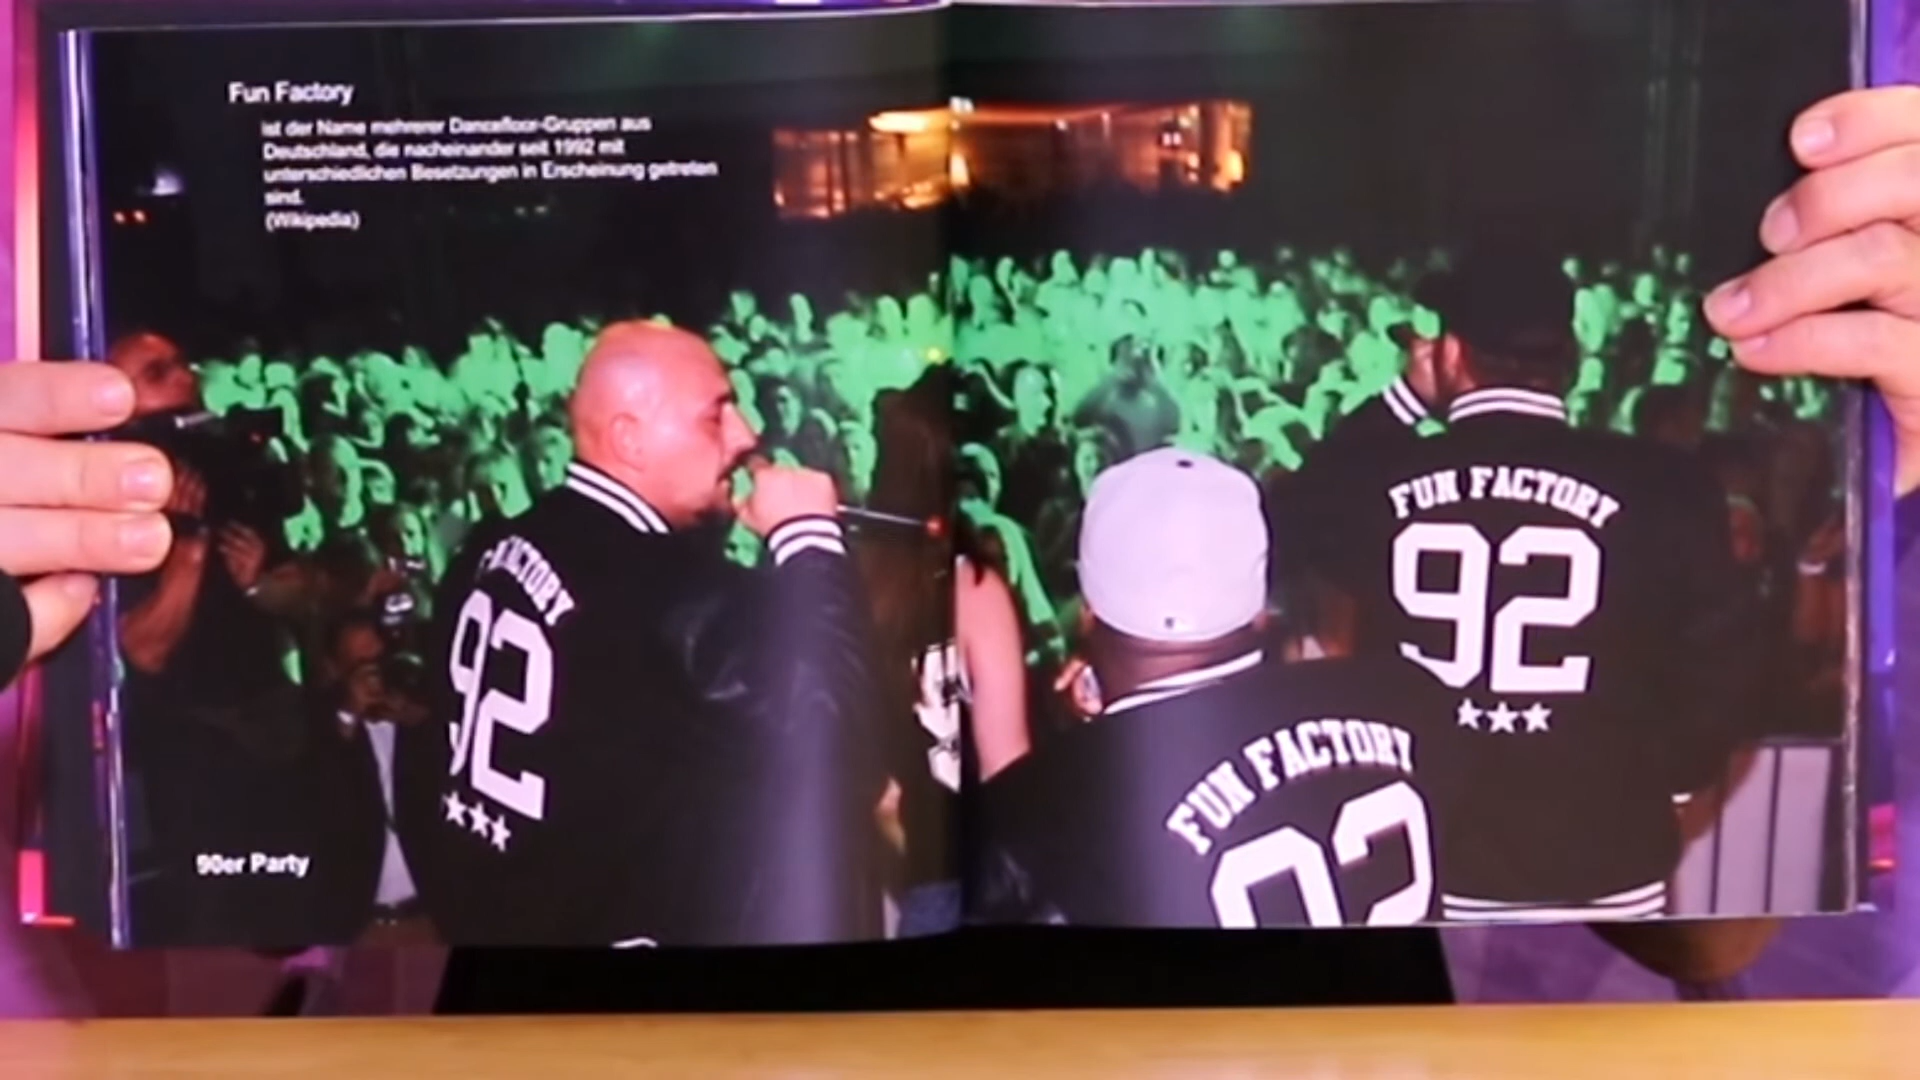 Fun Factory
ist der Name mehrerer Dancefloor-Gruppen aus
Deutschland, die nacheinander seit 1992 mit
unterschiedlichen Besetzungen in Erscheinung getreten
sind.
(Wikipedia)
FACTORY
92
FUN FACTORY
92
FUN FACTORY
92
90er Party